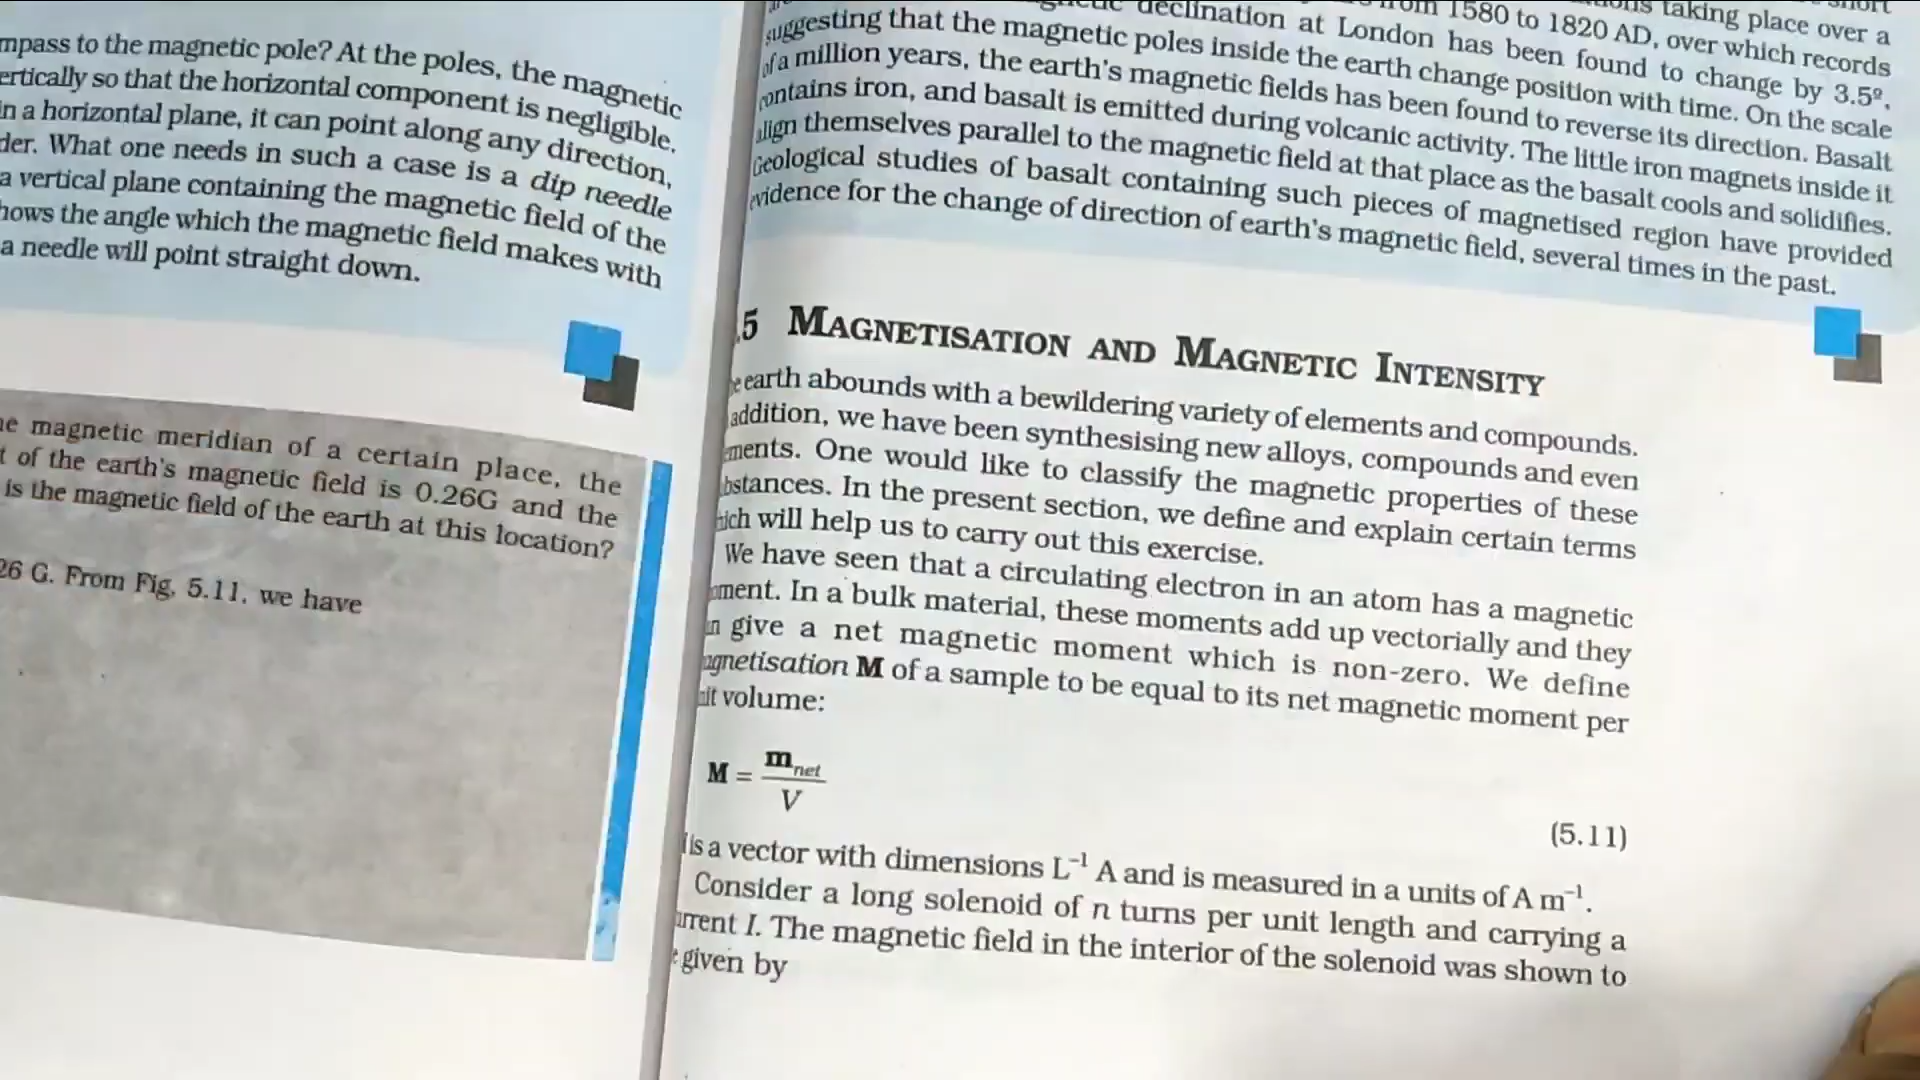 mpass to the magnetic pole? At the poles, the magnetic
ertically so that the horizontal component is negligible.
in a horizontal plane, it can point along any direction,
der. What one needs in such a case is a dip needle
a vertical plane containing the magnetic field of the
hows the angle which the magnetic field makes with
a needle will point straight down.
e magnetic meridian of a certain place, the
t of the earth's magnetic field is 0.26G and the
is the magnetic field of the earth at this location?
26 G. From Fig. 5.11, we have
taking place over a
from 1580 to 1820 AD, over which records
declination at London has been found to change by 3.5º,
suggesting that the magnetic poles inside the earth change position with time. On the scale
of a million years, the earth's magnetic fields has been found to reverse its direction. Basalt
contains iron, and basalt is emitted during volcanic activity. The little iron magnets inside it
align themselves parallel to the magnetic field at that place as the basalt cools and solidifies.
Geological studies of basalt containing such pieces of magnetised region have provided
evidence for the change of direction of earth's magnetic field, several times in the past.
.5 MAGNETISATION AND MAGNETIC INTENSITY
e earth abounds with a bewildering variety of elements and compounds.
addition, we have been synthesising new alloys, compounds and even
ements. One would like to classify the magnetic properties of these
bstances. In the present section, we define and explain certain terms
hich will help us to carry out this exercise.
We have seen that a circulating electron in an atom has a magnetic
oment. In a bulk material, these moments add up vectorially and they
n give a net magnetic moment which is non-zero. We define
agnetisation M of a sample to be equal to its net magnetic moment per
nit volume:
M = m_net / V
(5.11)
is a vector with dimensions L⁻¹ A and is measured in a units of A m⁻¹.
Consider a long solenoid of n turns per unit length and carrying a
urrent I. The magnetic field in the interior of the solenoid was shown to
e given by